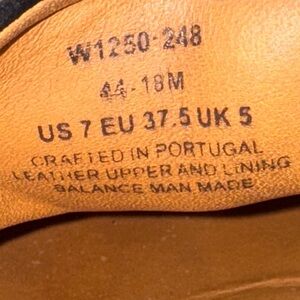 W1250-248
44-18M
US 7 EU 37.5 UK 5
CRAFTED IN PORTUGAL
LEATHER UPPER AND LINING
BALANCE MAN MADE